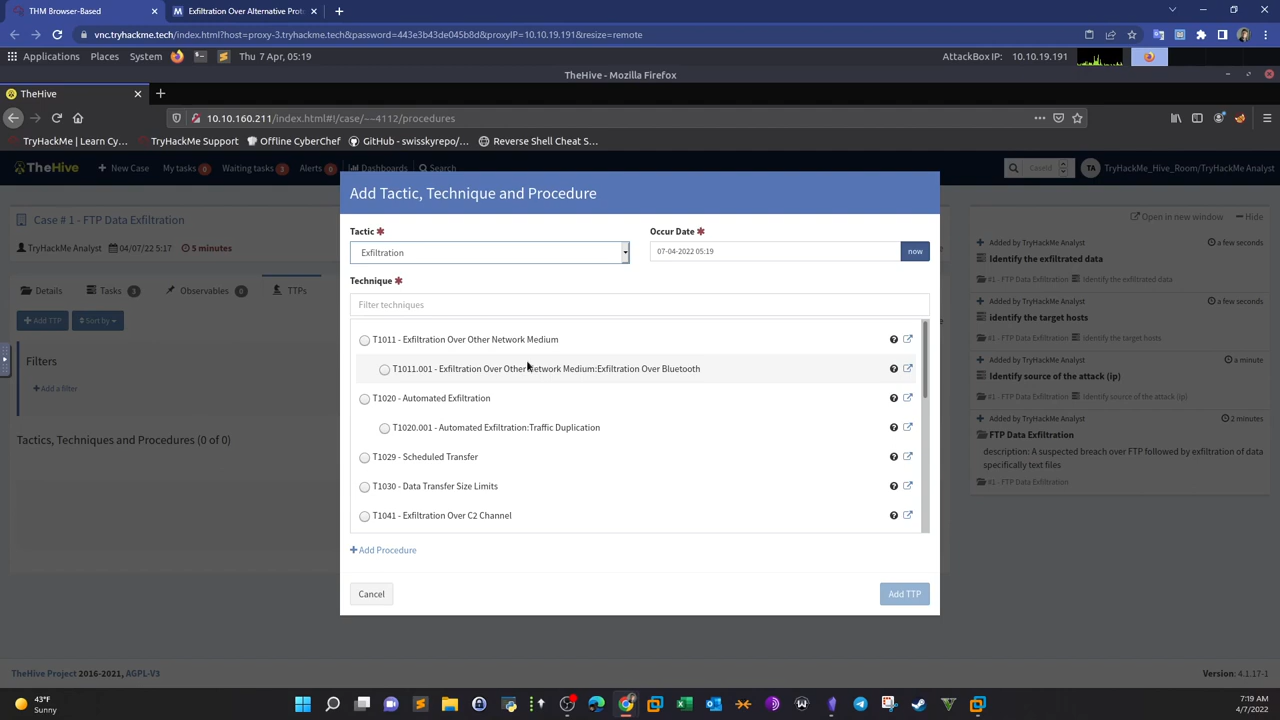 THM Browser-Based
Exfiltration Over Alternative Prot
vnc.tryhackme.tech/index.html?host=proxy-3.tryhackme.tech&password=443e3b43de045b8d&proxyIP=10.10.19.191&resize=remote
Applications Places System Thu 7 Apr, 05:19 AttackBox IP: 10.10.19.191
TheHive - Mozilla Firefox
TheHive
10.10.160.211/index.html#!/case/~~4112/procedures
TryHackMe | Learn Cy... TryHackMe Support Offline CyberChef GitHub - swisskyrepo/... Reverse Shell Cheat S...
TheHive + New Case My tasks 0 Waiting tasks 3 Alerts 0 Dashboards Search CaseId TA TryHackMe_Hive_Room/TryHackMe Analyst
Case # 1 - FTP Data Exfiltration
TryHackMe Analyst 04/07/22 5:17 5 minutes
Details Tasks 3 Observables 0 TTPs
+ Add TTP Sort by
Filters
+ Add a filter
Tactics, Techniques and Procedures (0 of 0)
Add Tactic, Technique and Procedure
Tactic * Occur Date *
Exfiltration 07-04-2022 05:19 now
Technique *
Filter techniques
T1011 - Exfiltration Over Other Network Medium
T1011.001 - Exfiltration Over Other Network Medium:Exfiltration Over Bluetooth
T1020 - Automated Exfiltration
T1020.001 - Automated Exfiltration:Traffic Duplication
T1029 - Scheduled Transfer
T1030 - Data Transfer Size Limits
T1041 - Exfiltration Over C2 Channel
+ Add Procedure
Cancel Add TTP
Open in new window Hide
Added by TryHackMe Analyst a few seconds
Identify the exfiltrated data
#1 - FTP Data Exfiltration Identify the exfiltrated data
Added by TryHackMe Analyst a few seconds
identify the target hosts
#1 - FTP Data Exfiltration identify the target hosts
Added by TryHackMe Analyst a minute
Identify source of the attack (ip)
#1 - FTP Data Exfiltration Identify source of the attack (ip)
Added by TryHackMe Analyst 2 minutes
FTP Data Exfiltration
description: A suspected breach over FTP followed by exfiltration of data
specifically text files
#1 - FTP Data Exfiltration
TheHive Project 2016-2021, AGPL-V3 Version: 4.1.17-1
43°F
Sunny
7:19 AM
4/7/2022